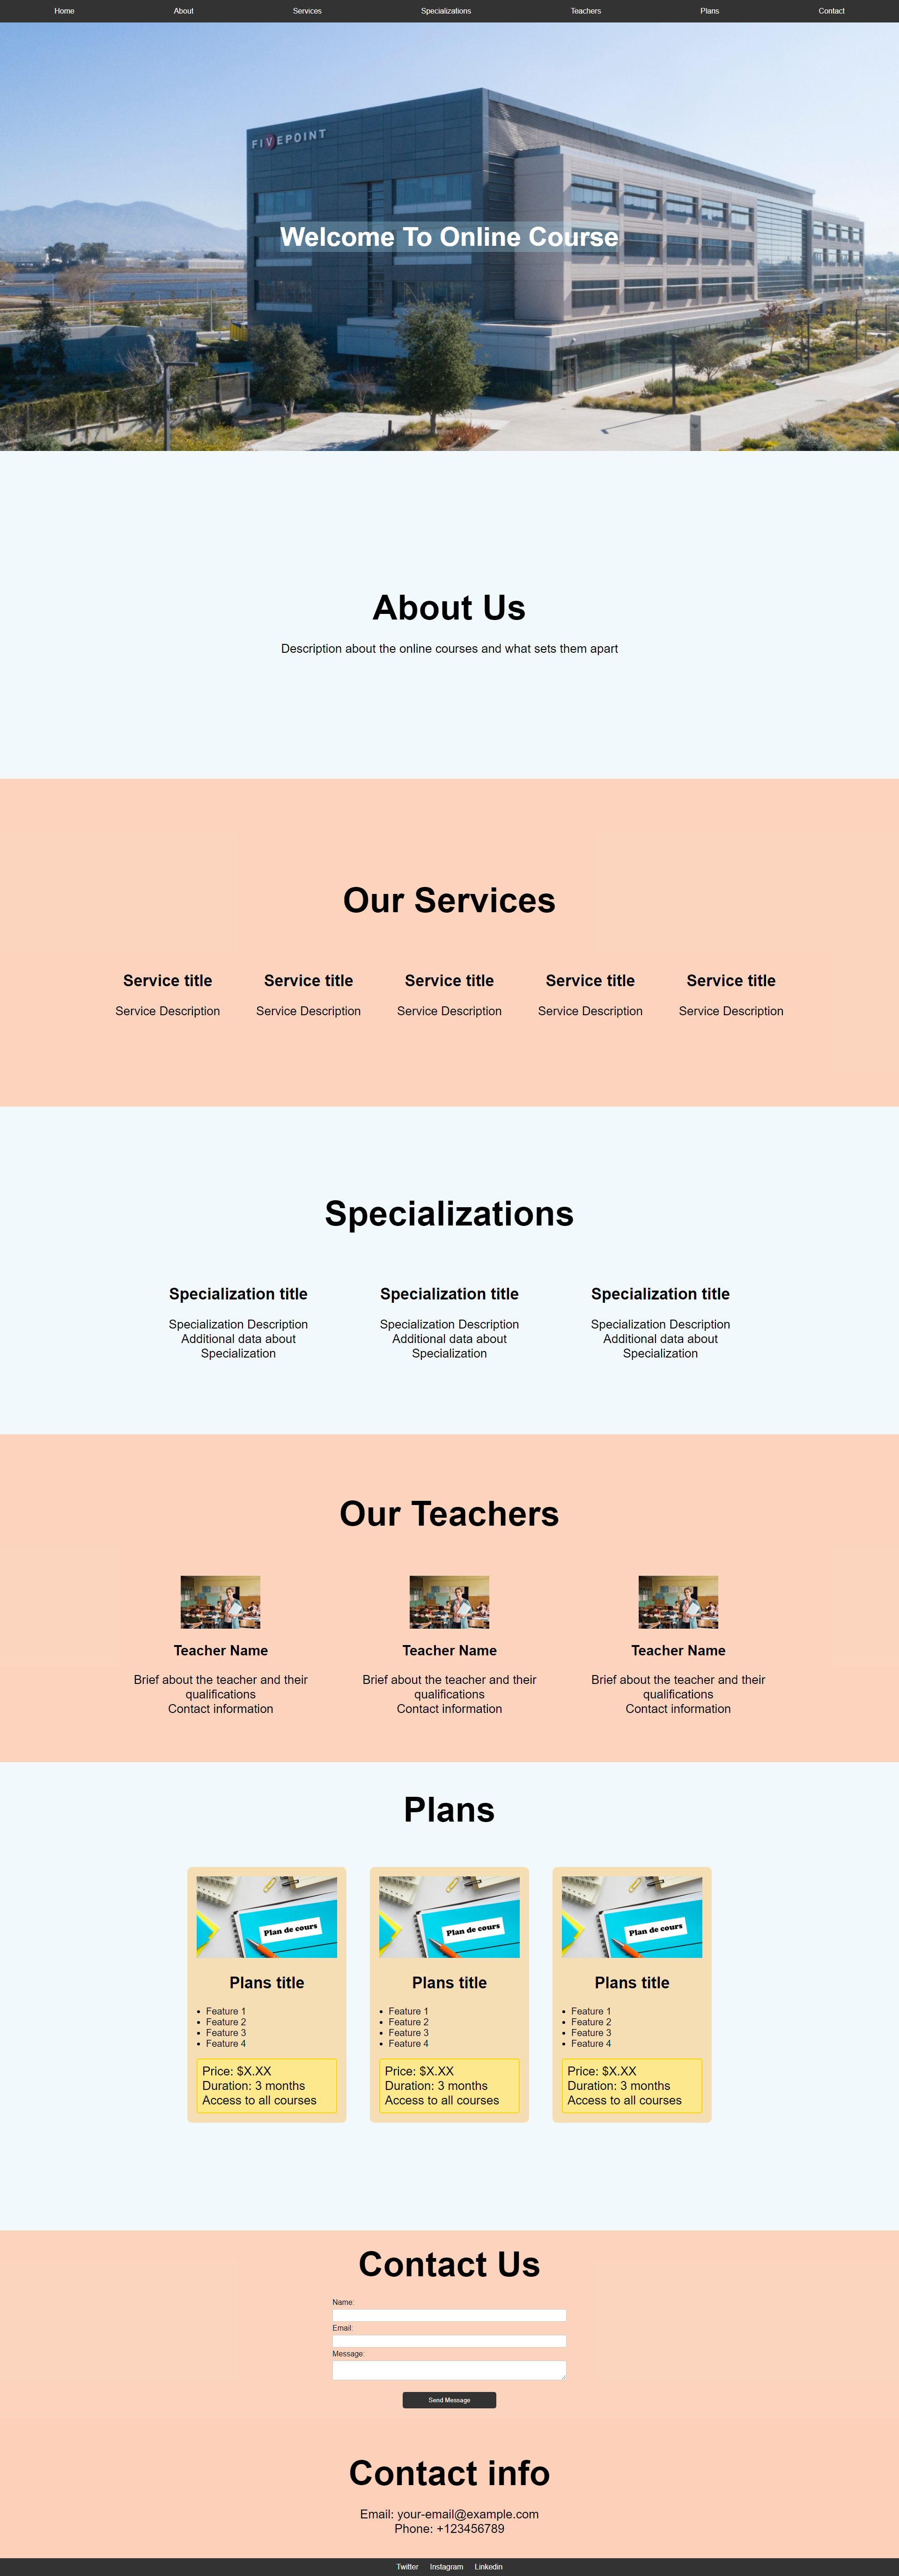 Home About Services Specializations Teachers Plans Contact
FIVEPOINT
Welcome To Online Course
About Us
Description about the online courses and what sets them apart
Our Services
Service title Service title Service title Service title Service title
Service Description Service Description Service Description Service Description Service Description
Specializations
Specialization title Specialization title Specialization title
Specialization Description Specialization Description Specialization Description
Additional data about Additional data about Additional data about
Specialization Specialization Specialization
Our Teachers
Teacher Name Teacher Name Teacher Name
Brief about the teacher and their Brief about the teacher and their Brief about the teacher and their
qualifications qualifications qualifications
Contact information Contact information Contact information
Plans
Plan de cours Plan de cours Plan de cours
Plans title Plans title Plans title
Feature 1 Feature 1 Feature 1
Feature 2 Feature 2 Feature 2
Feature 3 Feature 3 Feature 3
Feature 4 Feature 4 Feature 4
Price: $X.XX Price: $X.XX Price: $X.XX
Duration: 3 months Duration: 3 months Duration: 3 months
Access to all courses Access to all courses Access to all courses
Contact Us
Name:
Email:
Message:
Send Message
Contact info
Email: your-email@example.com
Phone: +123456789
Twitter Instagram Linkedin